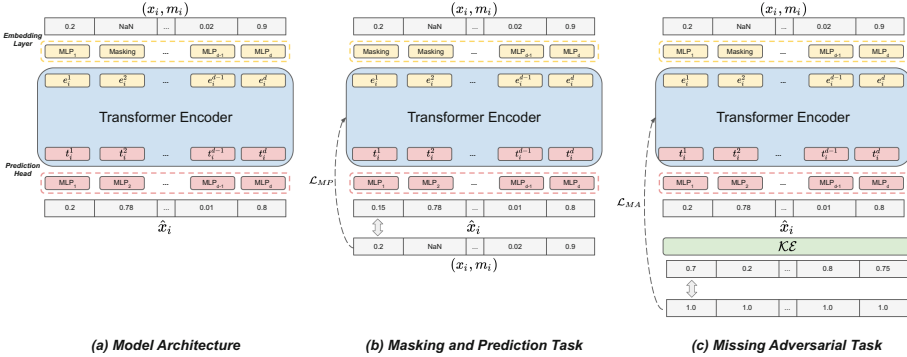 (x_i, m_i) (x_i, m_i) (x_i, m_i)
0.2 NaN ... 0.02 0.9 0.2 NaN ... 0.02 0.9 0.2 NaN ... 0.02 0.9
Embedding Layer
MLP_1 Masking ... MLP_{d-1} MLP_d Masking Masking ... MLP_{d-1} MLP_d MLP_1 Masking ... MLP_{d-1} MLP_d
e_i^1 e_i^2 ... e_i^{d-1} e_i^d e_i^1 e_i^2 ... e_i^{d-1} e_i^d e_i^1 e_i^2 ... e_i^{d-1} e_i^d
Transformer Encoder Transformer Encoder Transformer Encoder
t_i^1 t_i^2 ... t_i^{d-1} t_i^d t_i^1 t_i^2 ... t_i^{d-1} t_i^d t_i^1 t_i^2 ... t_i^{d-1} t_i^d
Prediction Head
MLP_1 MLP_2 ... MLP_{d-1} MLP_d MLP_1 MLP_2 ... MLP_{d-1} MLP_d MLP_1 MLP_2 ... MLP_{d-1} MLP_d
ℒ_{MP} ℒ_{MA}
0.2 0.78 ... 0.01 0.8 0.15 0.78 ... 0.01 0.8 0.2 0.78 ... 0.01 0.8
x̂_i x̂_i x̂_i
0.2 NaN ... 0.02 0.9 𝒦ℰ
(x_i, m_i) 0.7 0.2 ... 0.8 0.75
1.0 1.0 ... 1.0 1.0
(a) Model Architecture (b) Masking and Prediction Task (c) Missing Adversarial Task